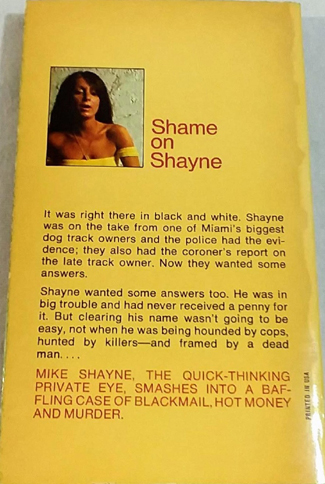 Shame
on
Shayne
It was right there in black and white. Shayne
was on the take from one of Miami's biggest
dog track owners and the police had the evi-
dence; they also had the coroner's report on
the late track owner. Now they wanted some
answers.
Shayne wanted some answers too. He was in
big trouble and had never received a penny for
it. But clearing his name wasn't going to be
easy, not when he was being hounded by cops,
hunted by killers—and framed by a dead
man. . . .
MIKE SHAYNE, THE QUICK-THINKING
PRIVATE EYE, SMASHES INTO A BAF-
FLING CASE OF BLACKMAIL, HOT MONEY
AND MURDER.
PRINTED IN USA